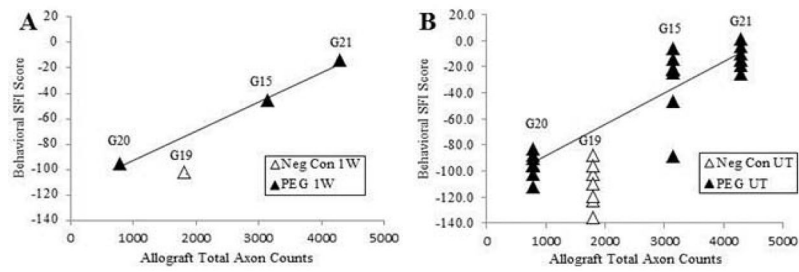 A
0
-20
-40
-60
-80
-100
-120
-140
Behavioral SFI Score
G20
G19
G15
G21
Neg Con 1W
PEG 1W
0 1000 2000 3000 4000 5000
Allograft Total Axon Counts
B
20.0
0.0
-20.0
-40.0
-60.0
-80.0
-100.0
-120.0
-140.0
Behavioral SFI Score
G20
G19
G15
G21
Neg Con UT
PEG UT
0 1000 2000 3000 4000 5000
Allograft Total Axon Counts